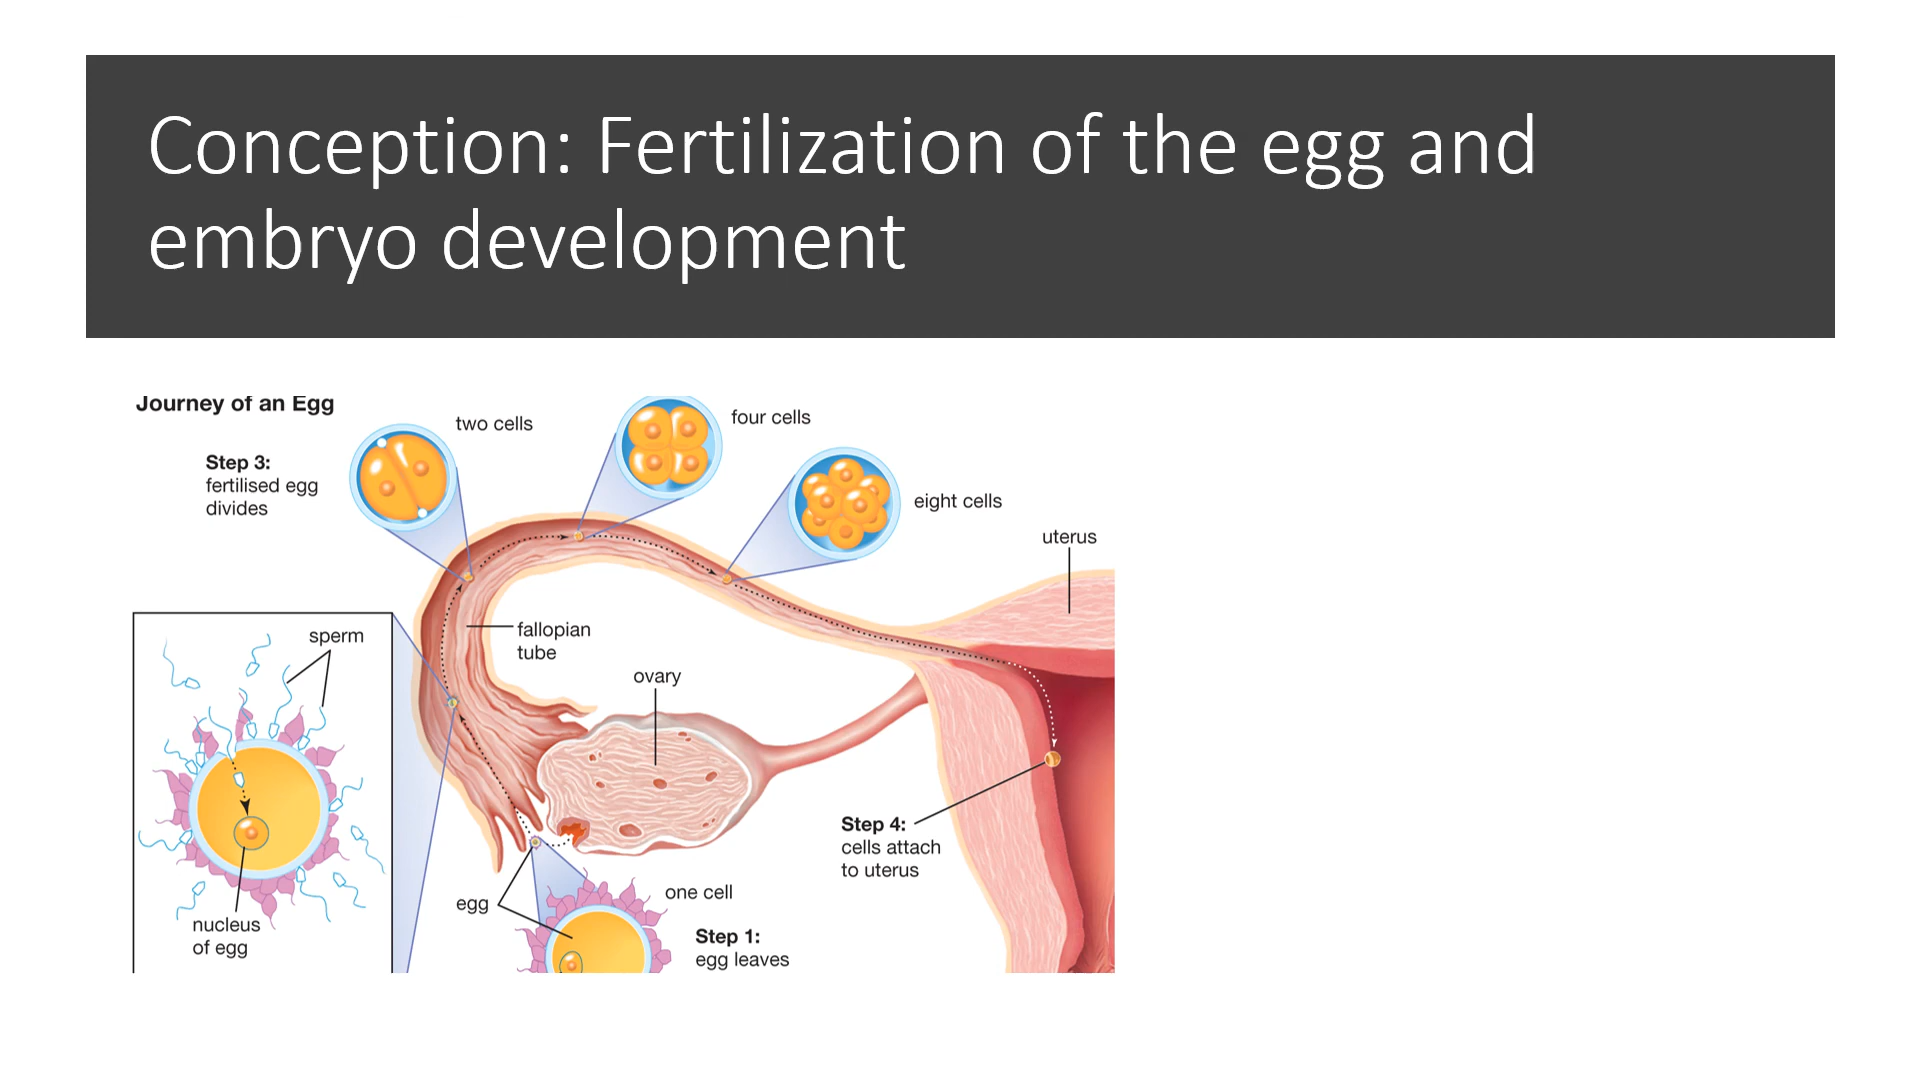 Conception: Fertilization of the egg and
embryo development
Journey of an Egg
two cells
four cells
Step 3:
fertilised egg
divides
eight cells
uterus
sperm
fallopian
tube
ovary
Step 4:
cells attach
to uterus
egg
one cell
nucleus
of egg
Step 1:
egg leaves